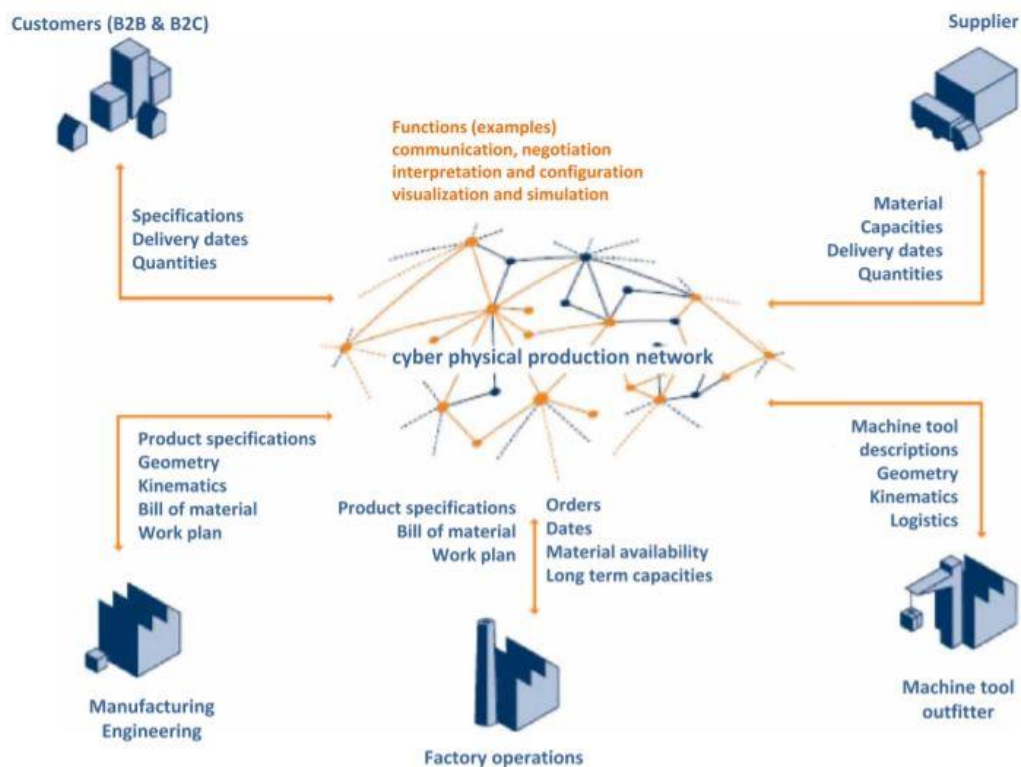 Customers (B2B & B2C)
Supplier
Functions (examples)
communication, negotiation
interpretation and configuration
visualization and simulation
Specifications
Delivery dates
Quantities
Material
Capacities
Delivery dates
Quantities
cyber physical production network
Product specifications
Geometry
Kinematics
Bill of material
Work plan
Product specifications
Bill of material
Work plan
Orders
Dates
Material availability
Long term capacities
Machine tool
descriptions
Geometry
Kinematics
Logistics
Manufacturing
Engineering
Factory operations
Machine tool
outfitter